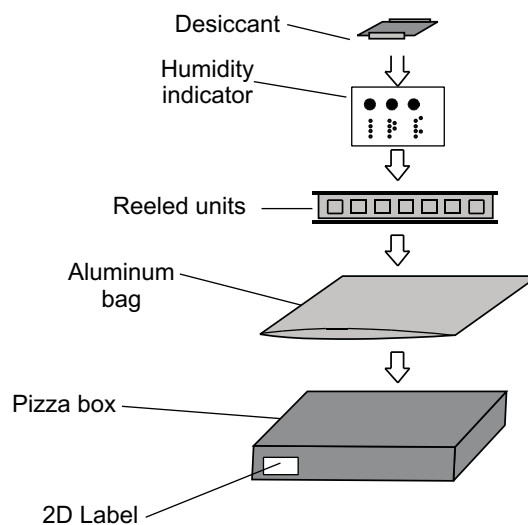 Desiccant
Humidity
indicator
Reeled units
Aluminum
bag
Pizza box
2D Label